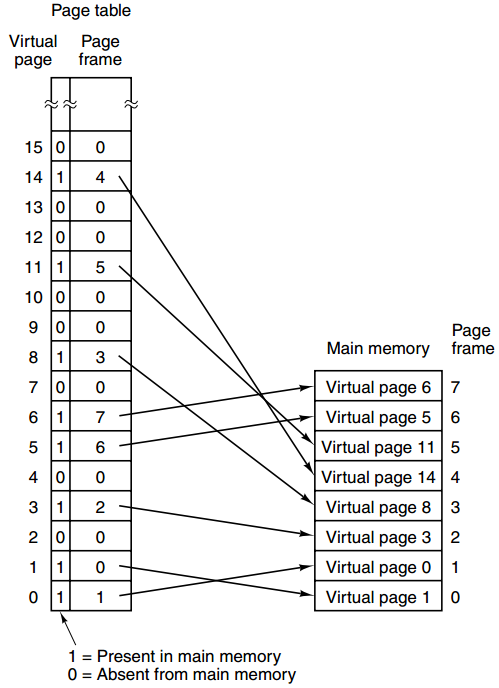 Page table
Virtual page Page frame
15 0 0
14 1 4
13 0 0
12 0 0
11 1 5
10 0 0
9 0 0
8 1 3
7 0 0
6 1 7
5 1 6
4 0 0
3 1 2
2 0 0
1 1 0
0 1 1
1 = Present in main memory
0 = Absent from main memory
Main memory Page frame
Virtual page 6 7
Virtual page 5 6
Virtual page 11 5
Virtual page 14 4
Virtual page 8 3
Virtual page 3 2
Virtual page 0 1
Virtual page 1 0